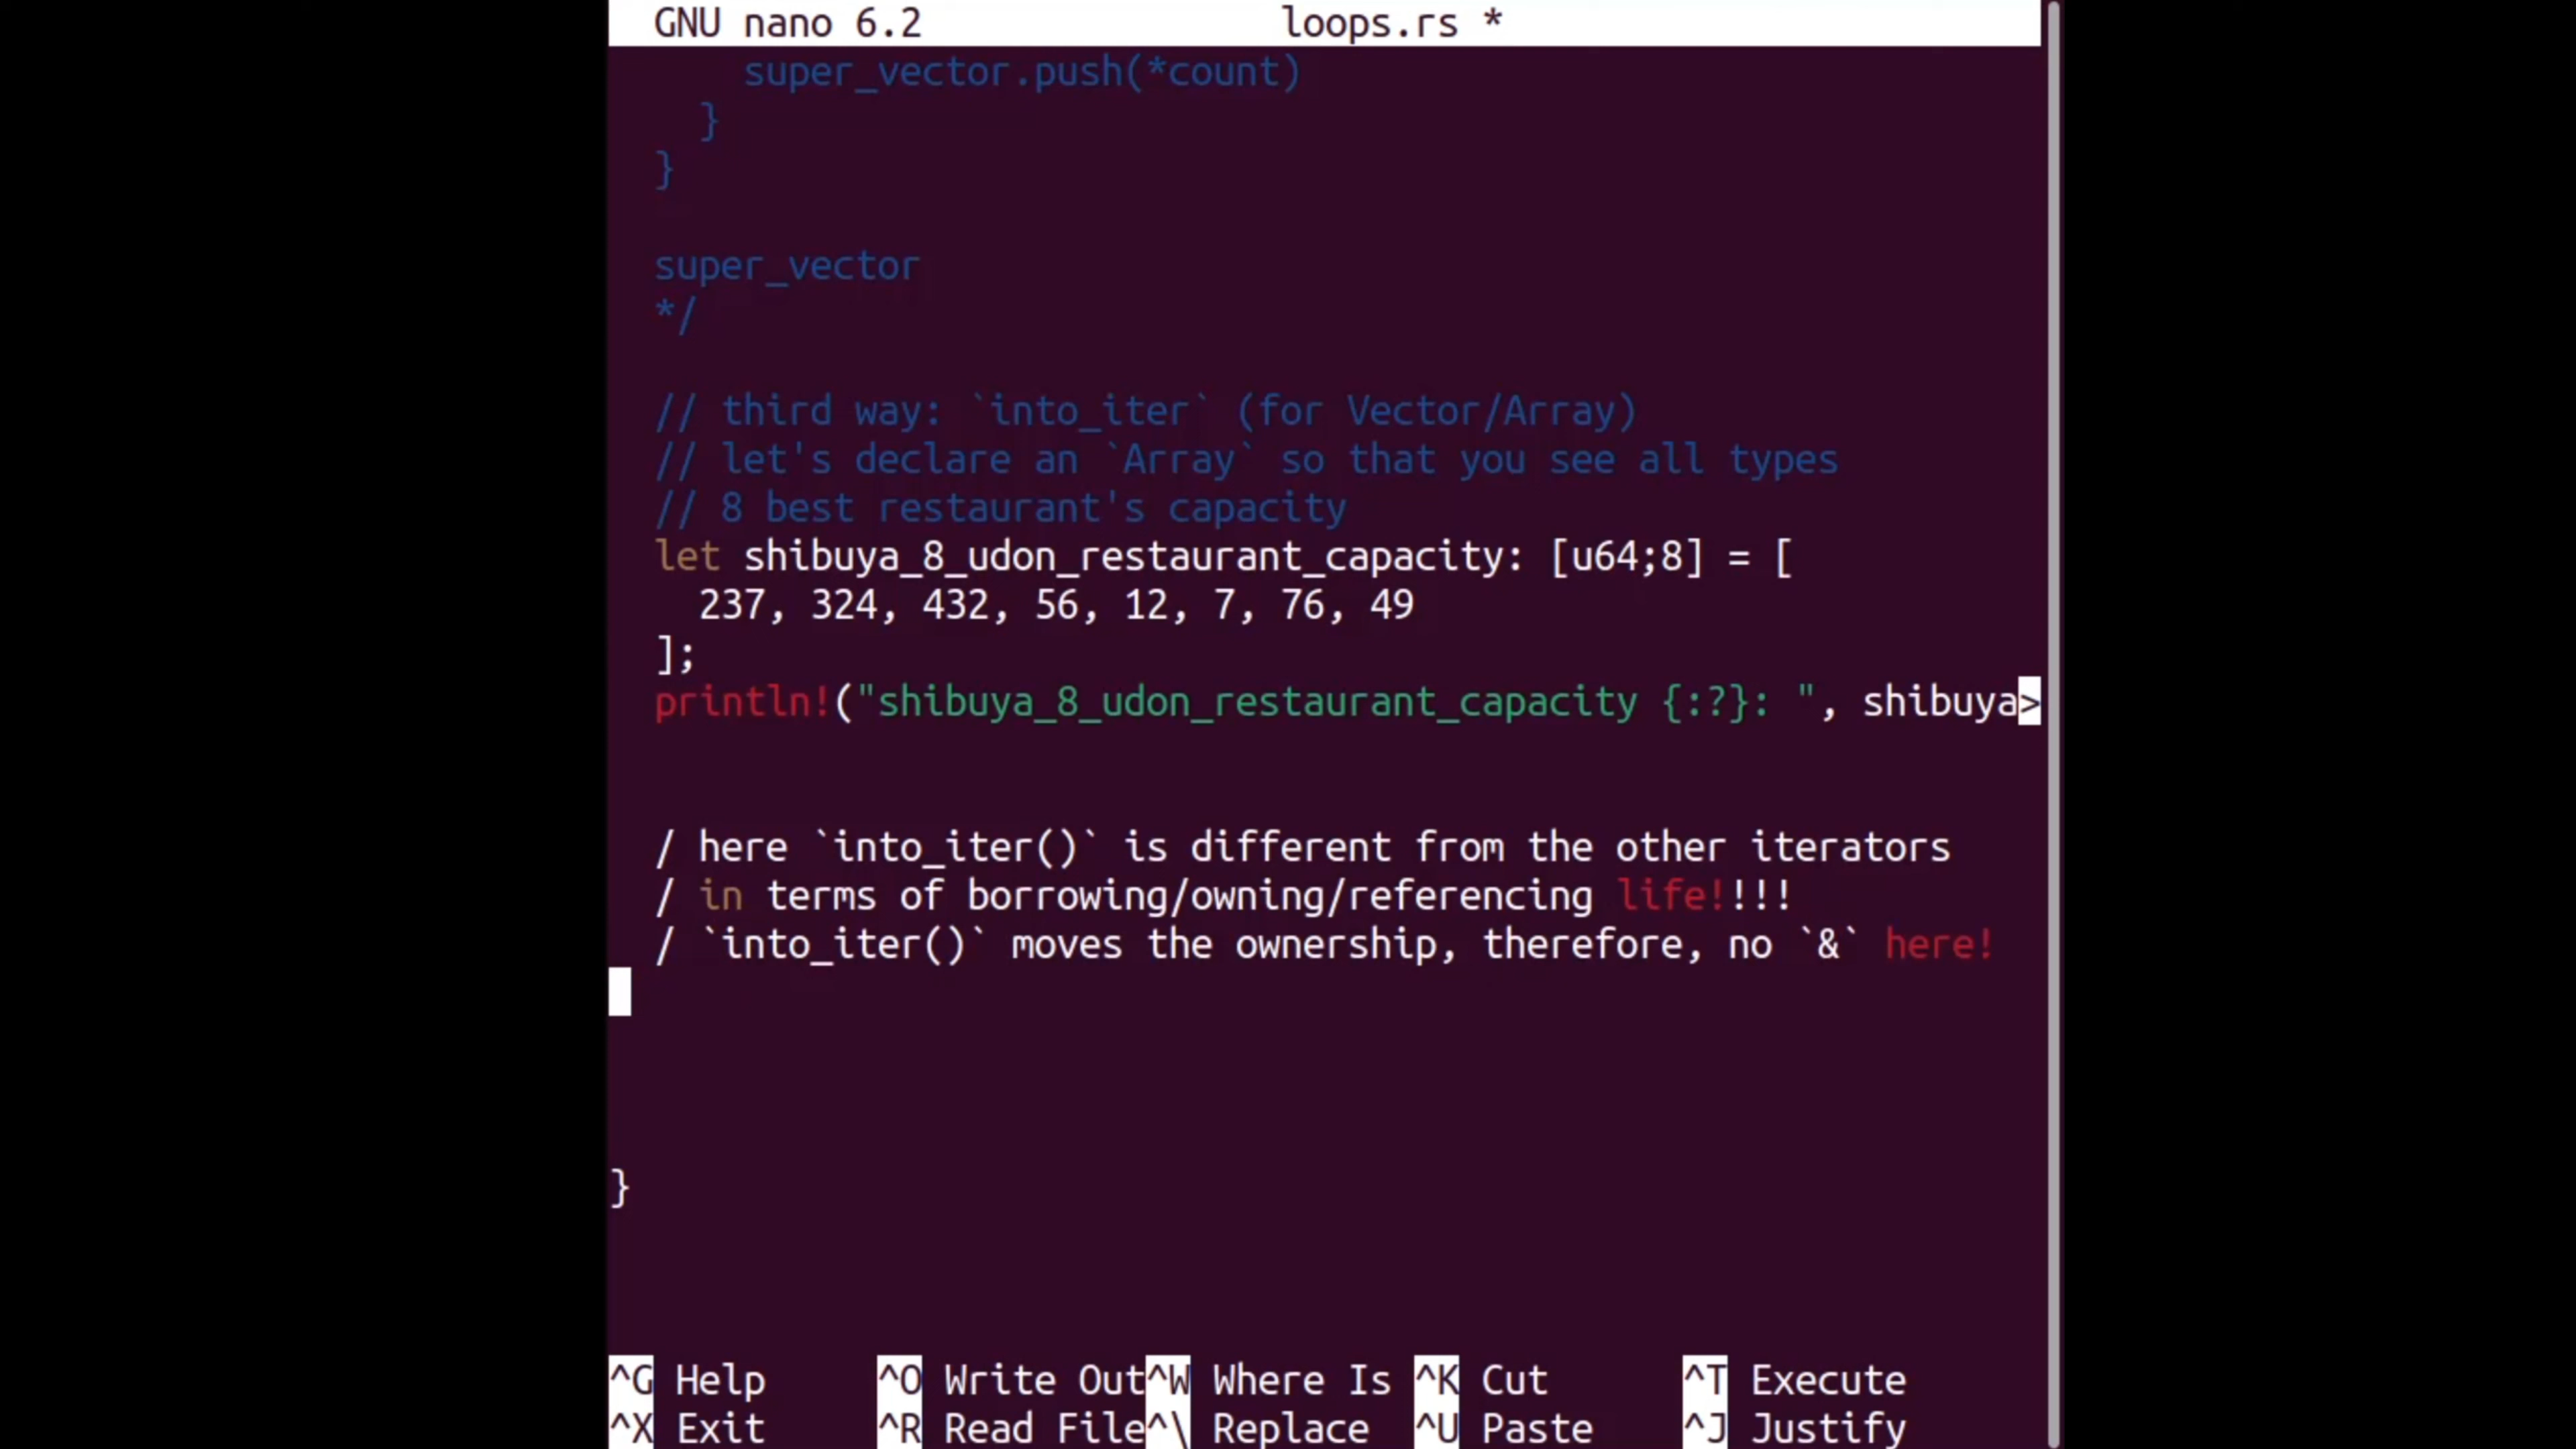 GNU nano 6.2 loops.rs *
super_vector.push(*count)
}
}
super_vector
*/
// third way: `into_iter` (for Vector/Array)
// let's declare an `Array` so that you see all types
// 8 best restaurant's capacity
let shibuya_8_udon_restaurant_capacity: [u64;8] = [
237, 324, 432, 56, 12, 7, 76, 49
];
println!("shibuya_8_udon_restaurant_capacity {:?}: ", shibuya>
/ here `into_iter()` is different from the other iterators
/ in terms of borrowing/owning/referencing life!!!!
/ `into_iter()` moves the ownership, therefore, no `&` here!
}
^G Help ^O Write Out ^W Where Is ^K Cut ^T Execute
^X Exit ^R Read File ^\ Replace ^U Paste ^J Justify